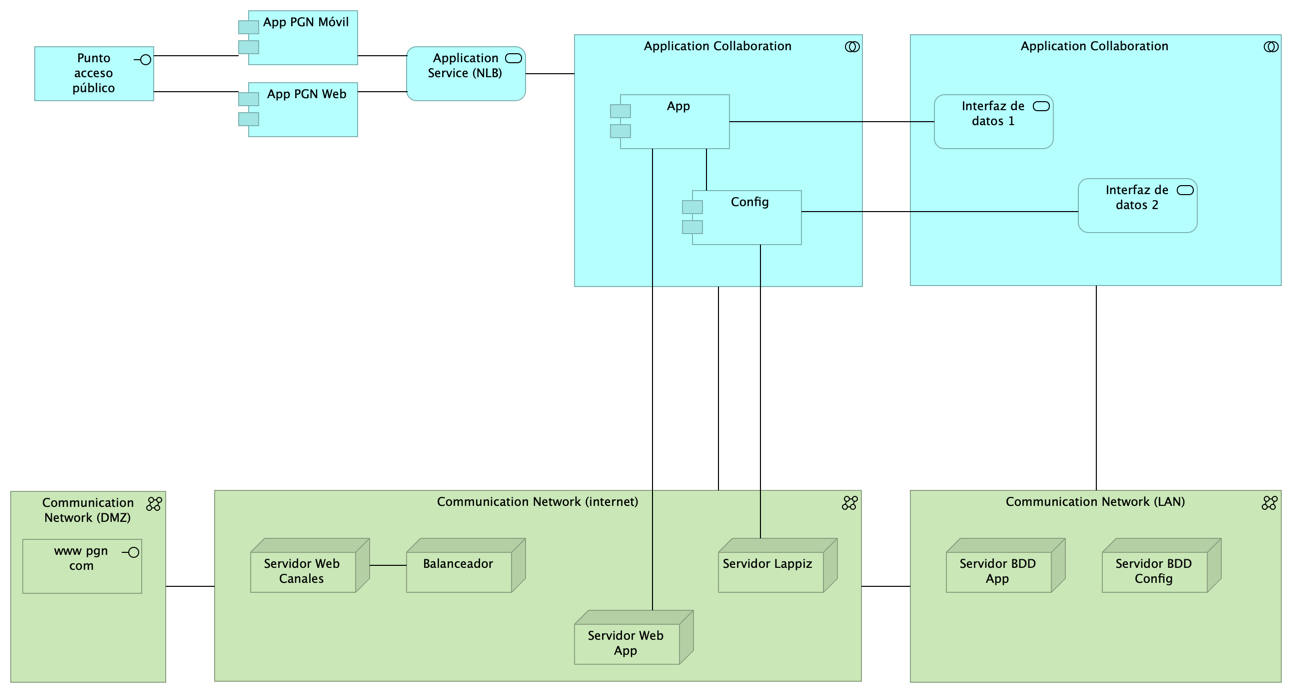 Punto
acceso
público
App PGN Móvil
App PGN Web
Application
Service (NLB)
Application Collaboration
App
Config
Application Collaboration
Interfaz de
datos 1
Interfaz de
datos 2
Communication
Network (DMZ)
www pgn
com
Communication Network (internet)
Servidor Web
Canales
Balanceador
Servidor Lappiz
Servidor Web
App
Communication Network (LAN)
Servidor BDD
App
Servidor BDD
Config